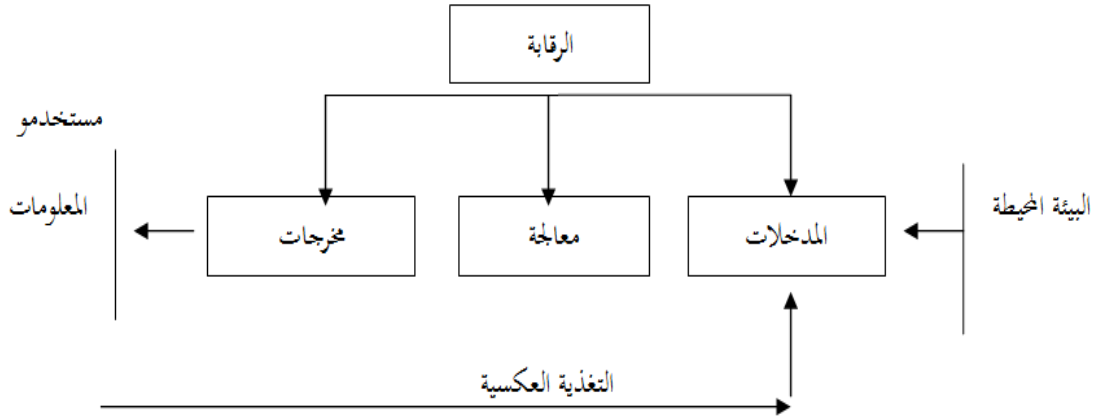 الرقابة
مستخدمو
البيئة المحيطة
المدخلات
معالجة
مخرجات
المعلومات
التغذية العكسية